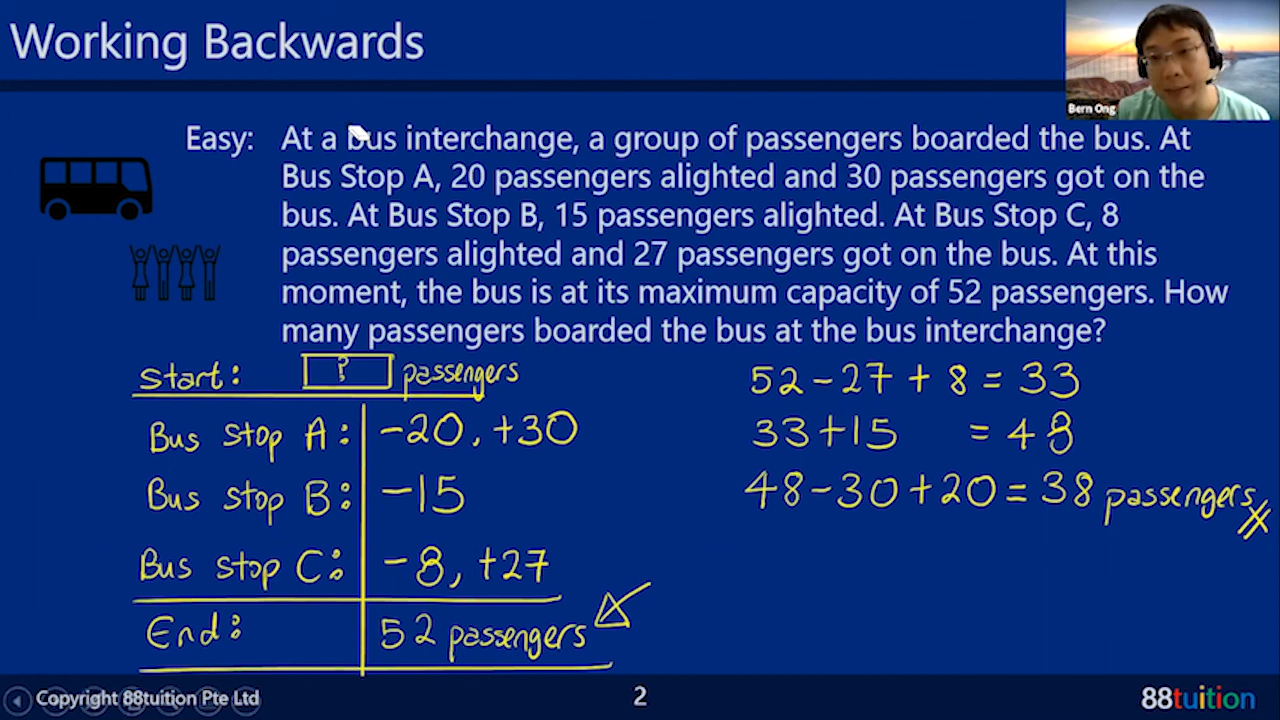 Working Backwards
Bern Ong
Easy: At a bus interchange, a group of passengers boarded the bus. At
Bus Stop A, 20 passengers alighted and 30 passengers got on the
bus. At Bus Stop B, 15 passengers alighted. At Bus Stop C, 8
passengers alighted and 27 passengers got on the bus. At this
moment, the bus is at its maximum capacity of 52 passengers. How
many passengers boarded the bus at the bus interchange?
Start: ? passengers
Bus Stop A: -20, +30
Bus Stop B: -15
Bus Stop C: -8, +27
End: 52 passengers
52 - 27 + 8 = 33
33 + 15 = 48
48 - 30 + 20 = 38 passengers
Copyright 88tuition Pte Ltd
2
88tuition